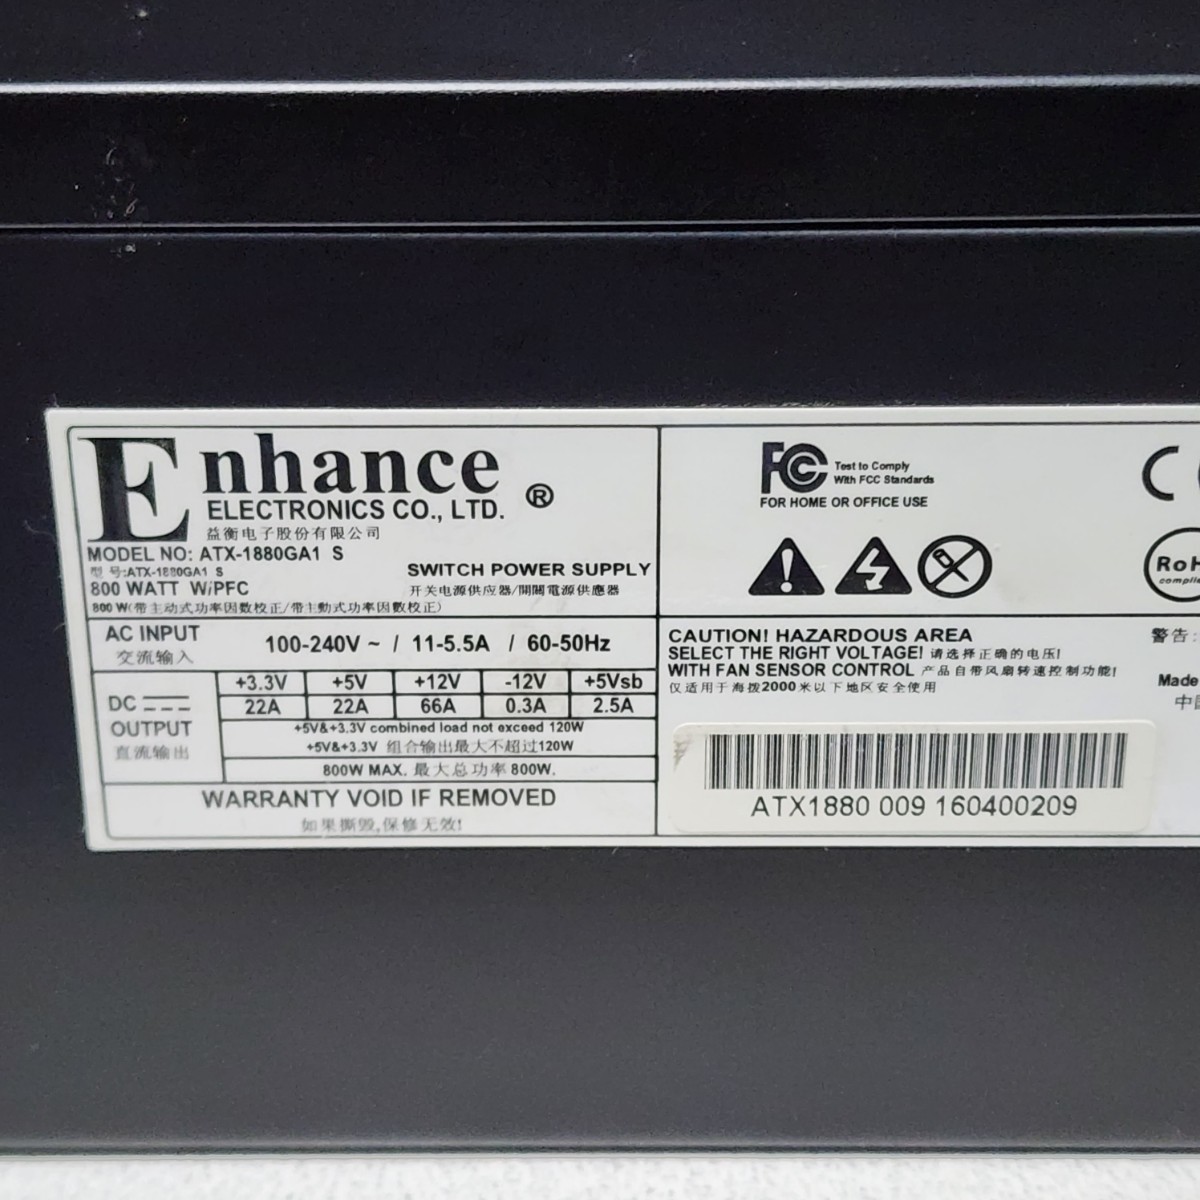 Enhance ®
ELECTRONICS CO., LTD.
益衡电子股份有限公司
MODEL NO: ATX-1880GA1 S
型号:ATX-1880GA1 S
SWITCH POWER SUPPLY
800 WATT WiPFC
开关电源供应器/開關電源供應器
800 W(带主动式功率因数校正/带主動式功率因數校正)
AC INPUT
交流输入
100-240V ~ / 11-5.5A / 60-50Hz
DC
OUTPUT
直流输出
+3.3V +5V +12V -12V +5Vsb
22A 22A 66A 0.3A 2.5A
+5V&+3.3V combined load not exceed 120W
+5V&+3.3V 组合输出最大不超过120W
800W MAX. 最大总功率 800W.
WARRANTY VOID IF REMOVED
如果撕毁,保修无效!
FC
Test to Comply
With FCC Standards
FOR HOME OR OFFICE USE
C
RoH
complia
CAUTION! HAZARDOUS AREA
SELECT THE RIGHT VOLTAGE! 请选择正确的电压!
WITH FAN SENSOR CONTROL 产品自带风扇转速控制功能!
仅适用于海拨2000米以下地区安全使用
警告:
Made
中国
ATX1880 009 160400209